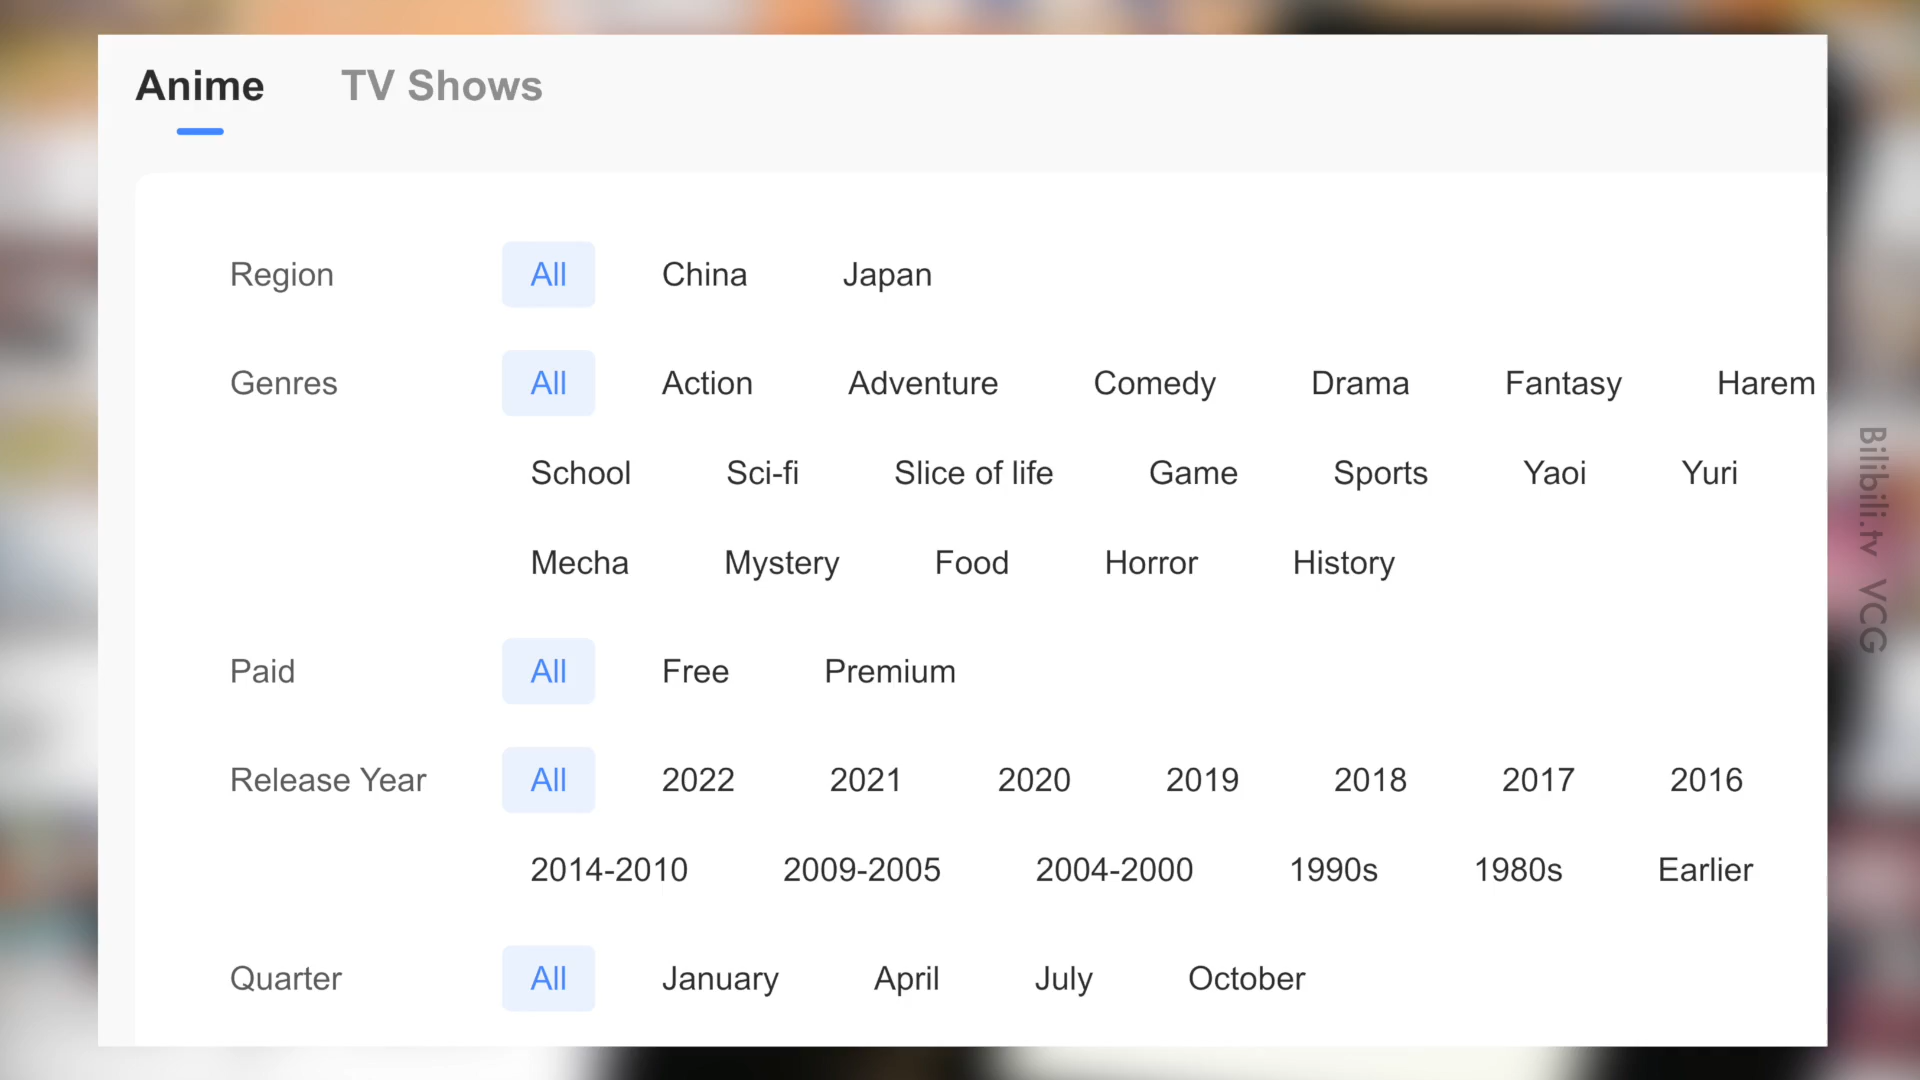 Anime TV Shows
Region All China Japan
Genres All Action Adventure Comedy Drama Fantasy Harem
School Sci-fi Slice of life Game Sports Yaoi Yuri
Mecha Mystery Food Horror History
Paid All Free Premium
Release Year All 2022 2021 2020 2019 2018 2017 2016
2014-2010 2009-2005 2004-2000 1990s 1980s Earlier
Quarter All January April July October
Bilibili.tv VCG